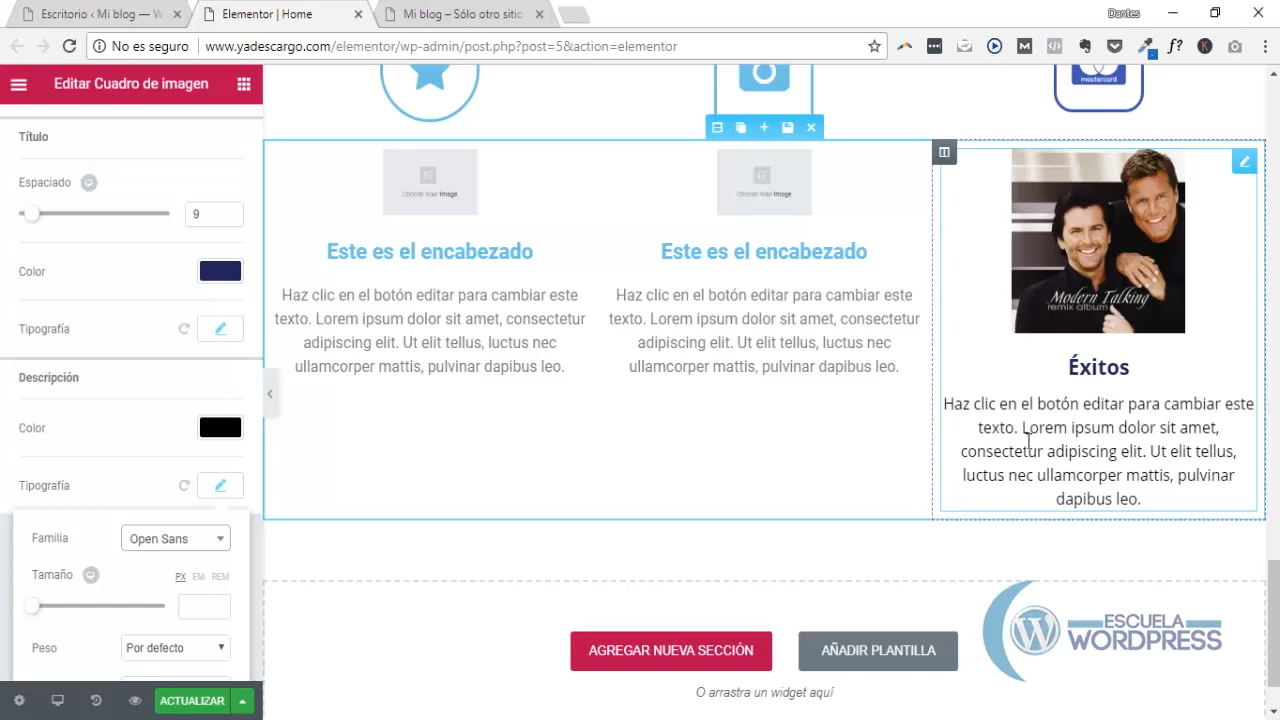 Escritorio ‹ Mi blog — W
Elementor | Home
Mi blog – Sólo otro sitio
Dantes
No es seguro
www.yadescargo.com/elementor/wp-admin/post.php?post=5&action=elementor
Editar Cuadro de imagen
Título
Espaciado
9
Color
Tipografía
Descripción
Color
Tipografía
Familia
Open Sans
Tamaño
PX EM REM
Peso
Por defecto
ACTUALIZAR
mastercard
Choose Your Image
Este es el encabezado
Haz clic en el botón editar para cambiar este
texto. Lorem ipsum dolor sit amet, consectetur
adipiscing elit. Ut elit tellus, luctus nec
ullamcorper mattis, pulvinar dapibus leo.
Choose Your Image
Este es el encabezado
Haz clic en el botón editar para cambiar este
texto. Lorem ipsum dolor sit amet, consectetur
adipiscing elit. Ut elit tellus, luctus nec
ullamcorper mattis, pulvinar dapibus leo.
Modern Talking
remix album
Éxitos
Haz clic en el botón editar para cambiar este
texto. Lorem ipsum dolor sit amet,
consectetur adipiscing elit. Ut elit tellus,
luctus nec ullamcorper mattis, pulvinar
dapibus leo.
AGREGAR NUEVA SECCIÓN
AÑADIR PLANTILLA
O arrastra un widget aquí
ESCUELA
WORDPRESS